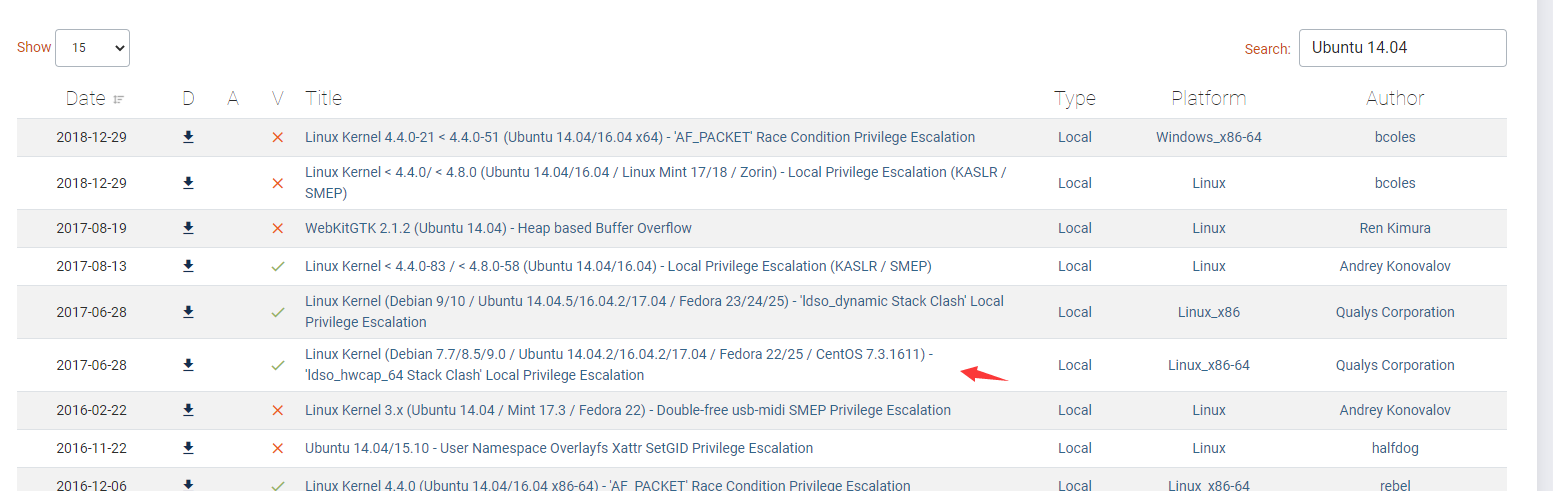 Show 15 Search: Ubuntu 14.04
Date D A V Title Type Platform Author
2018-12-29 Linux Kernel 4.4.0-21 < 4.4.0-51 (Ubuntu 14.04/16.04 x64) - 'AF_PACKET' Race Condition Privilege Escalation Local Windows_x86-64 bcoles
2018-12-29 Linux Kernel < 4.4.0/ < 4.8.0 (Ubuntu 14.04/16.04 / Linux Mint 17/18 / Zorin) - Local Privilege Escalation (KASLR / Local Linux bcoles
SMEP)
2017-08-19 WebKitGTK 2.1.2 (Ubuntu 14.04) - Heap based Buffer Overflow Local Linux Ren Kimura
2017-08-13 Linux Kernel < 4.4.0-83 / < 4.8.0-58 (Ubuntu 14.04/16.04) - Local Privilege Escalation (KASLR / SMEP) Local Linux Andrey Konovalov
2017-06-28 Linux Kernel (Debian 9/10 / Ubuntu 14.04.5/16.04.2/17.04 / Fedora 23/24/25) - 'ldso_dynamic Stack Clash' Local Local Linux_x86 Qualys Corporation
Privilege Escalation
2017-06-28 Linux Kernel (Debian 7.7/8.5/9.0 / Ubuntu 14.04.2/16.04.2/17.04 / Fedora 22/25 / CentOS 7.3.1611) - Local Linux_x86-64 Qualys Corporation
'ldso_hwcap_64 Stack Clash' Local Privilege Escalation
2016-02-22 Linux Kernel 3.x (Ubuntu 14.04 / Mint 17.3 / Fedora 22) - Double-free usb-midi SMEP Privilege Escalation Local Linux Andrey Konovalov
2016-11-22 Ubuntu 14.04/15.10 - User Namespace Overlayfs Xattr SetGID Privilege Escalation Local Linux halfdog
2016-12-06 Linux Kernel 4.4.0 (Ubuntu 14.04/16.04 x86-64) - 'AF_PACKET' Race Condition Privilege Escalation Local Linux_x86-64 rebel